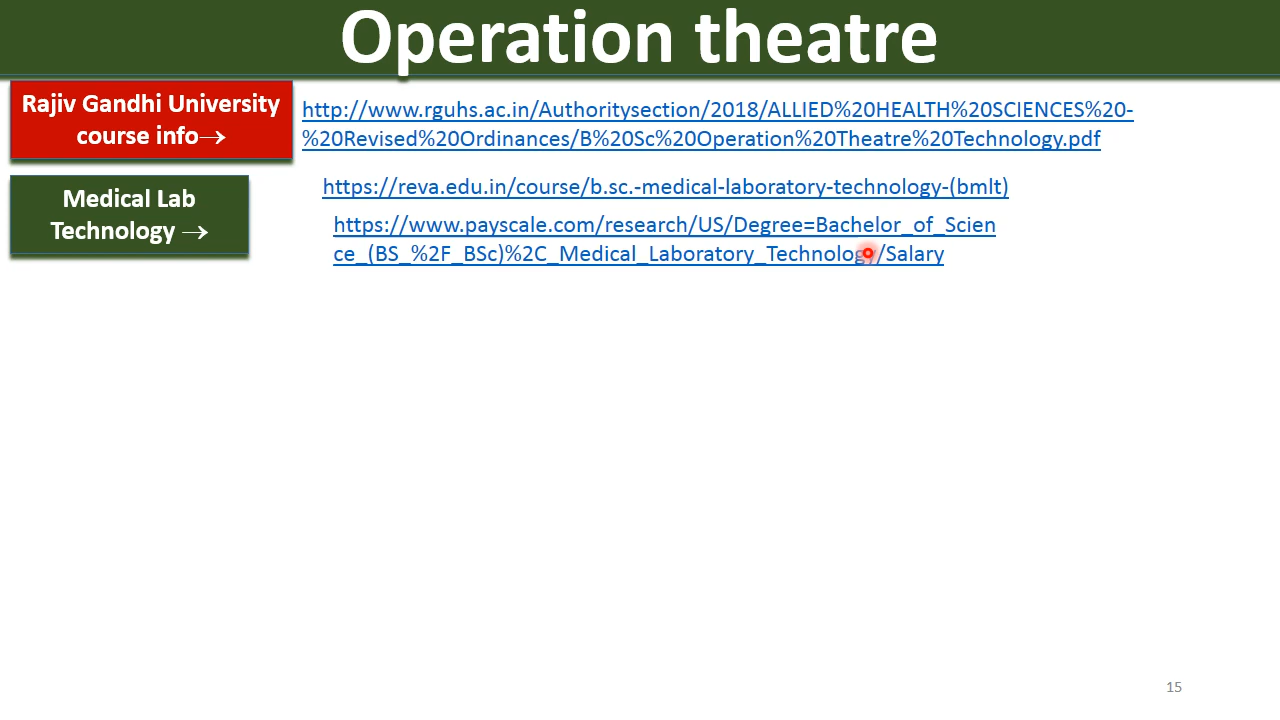 Operation theatre
Rajiv Gandhi University
course info→
http://www.rguhs.ac.in/Authoritysection/2018/ALLIED%20HEALTH%20SCIENCES%20-
%20Revised%20Ordinances/B%20Sc%20Operation%20Theatre%20Technology.pdf
Medical Lab
Technology →
https://reva.edu.in/course/b.sc.-medical-laboratory-technology-(bmlt)
https://www.payscale.com/research/US/Degree=Bachelor_of_Scien
ce_(BS_%2F_BSc)%2C_Medical_Laboratory_Technology/Salary
15